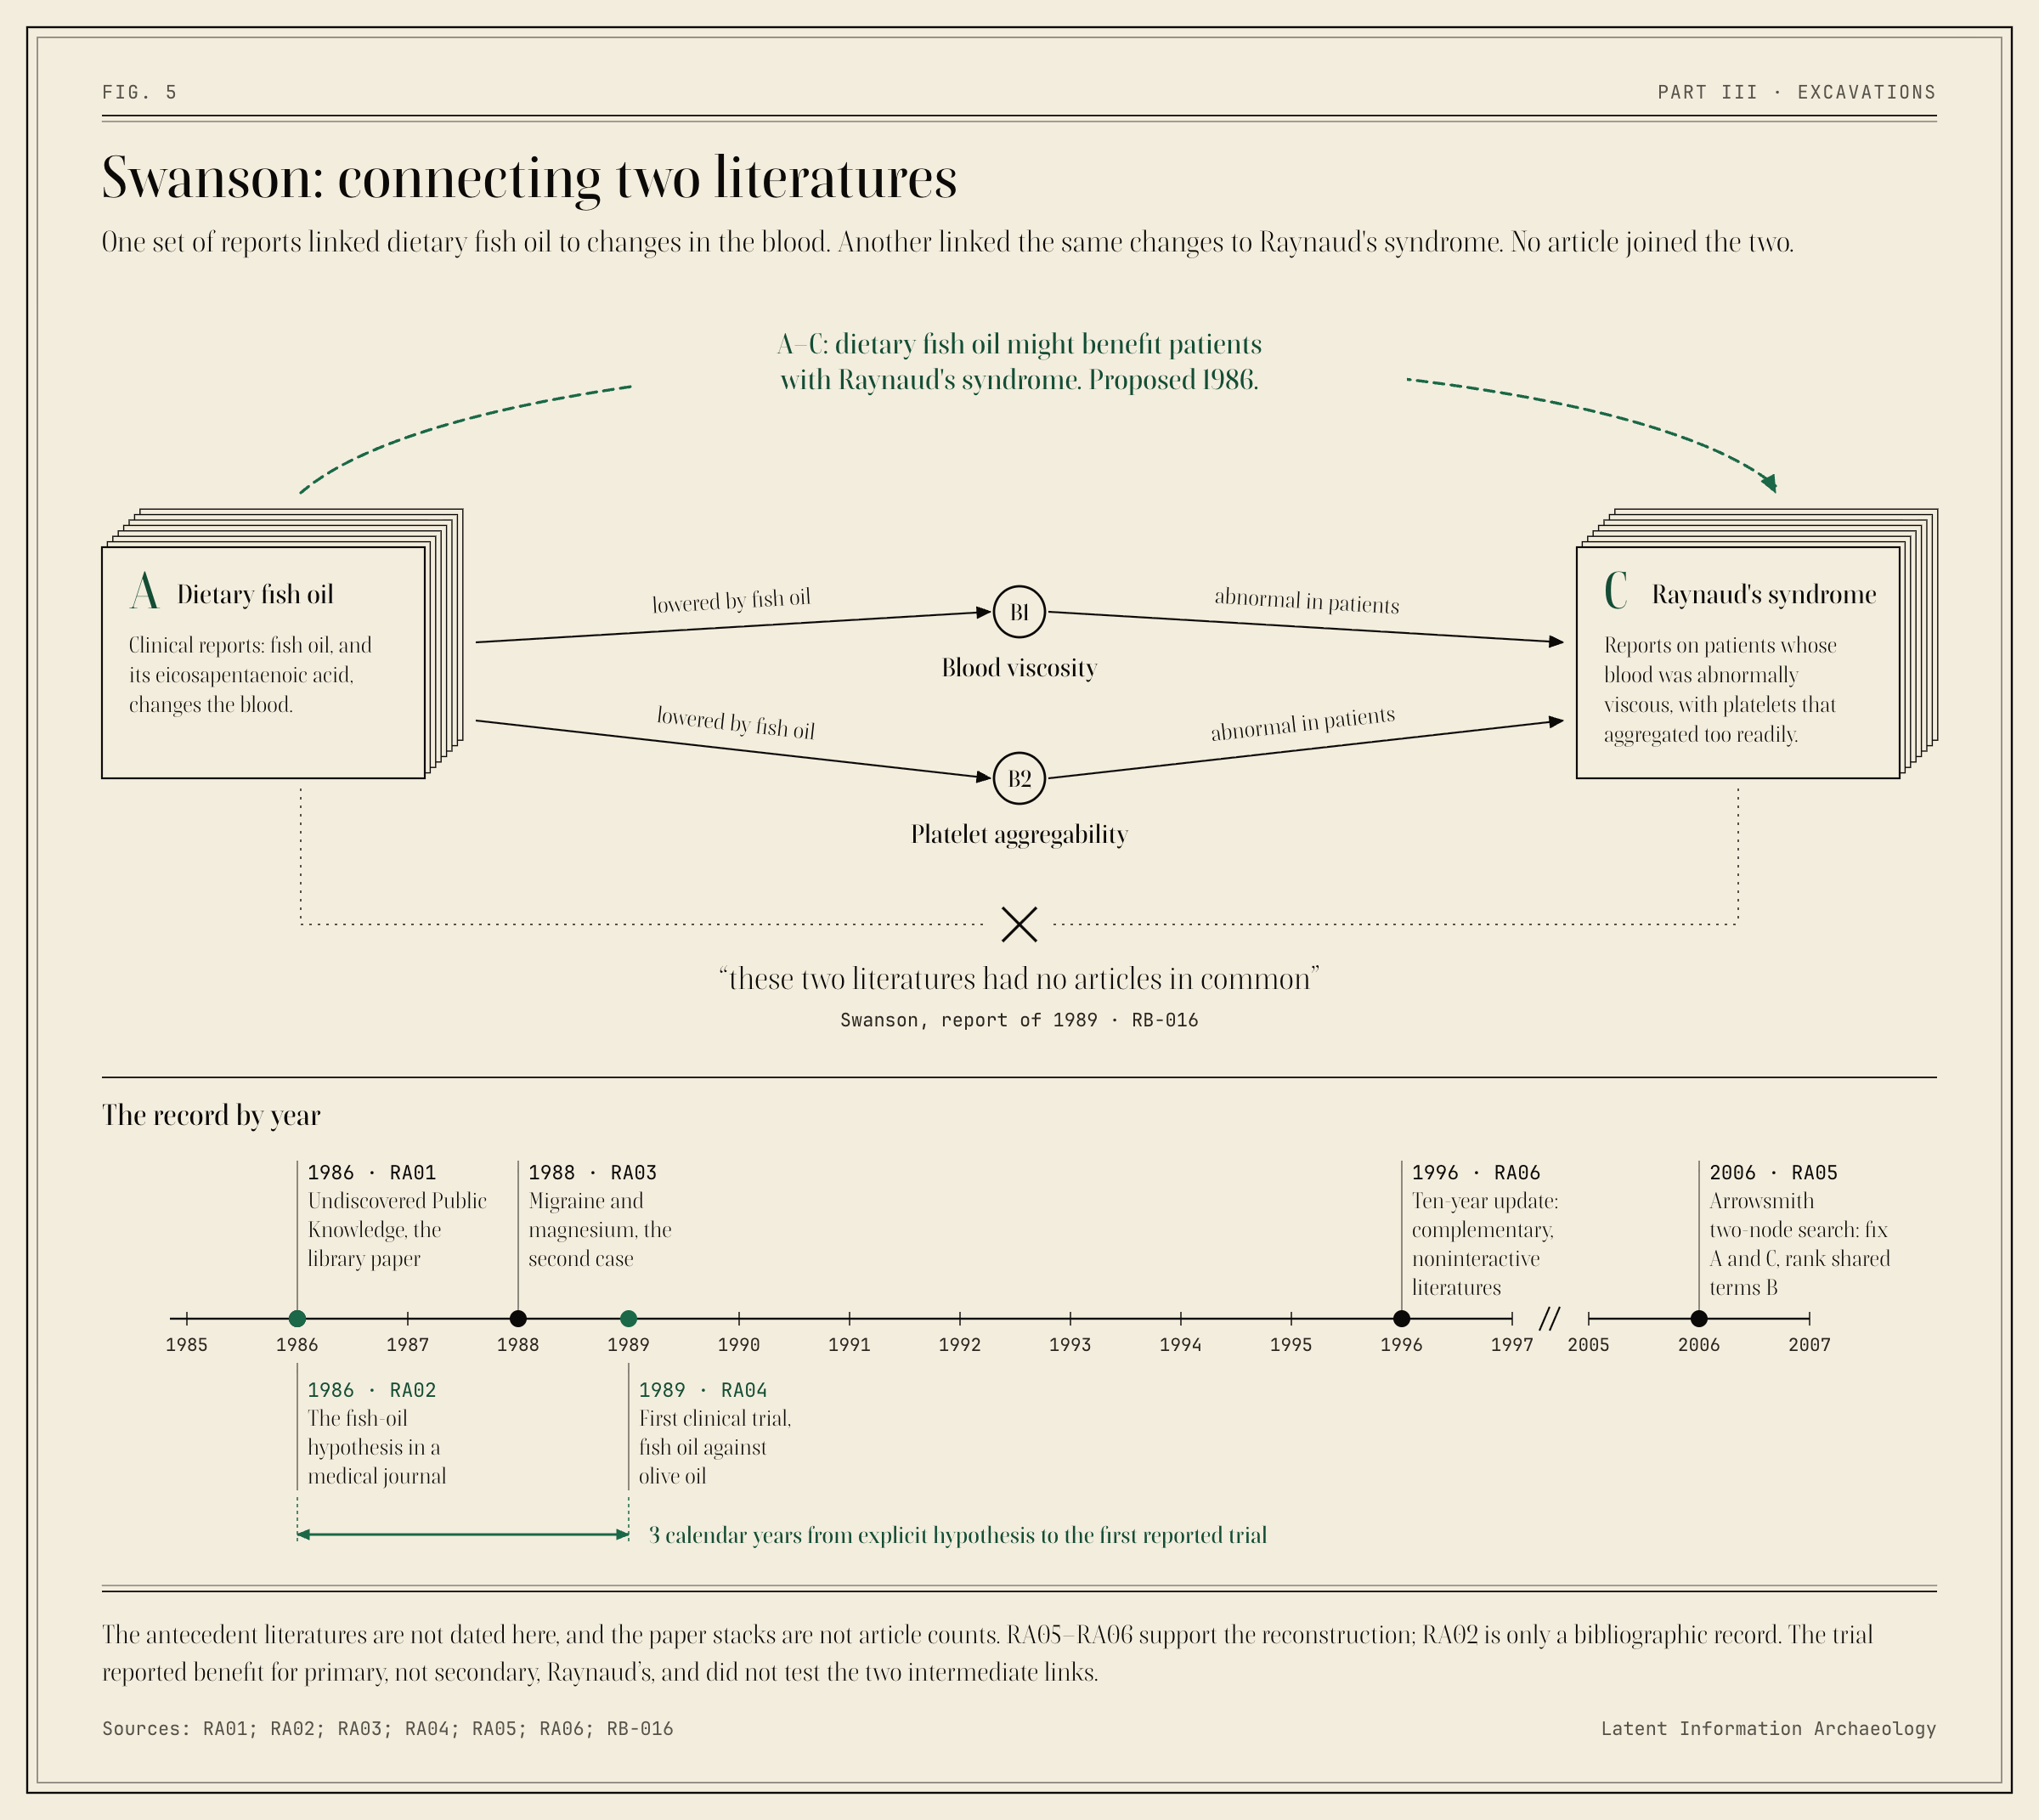 FIG. 5
PART III · EXCAVATIONS
Swanson: connecting two literatures
One set of reports linked dietary fish oil to changes in the blood. Another linked the same changes to Raynaud's syndrome. No article joined the two.
A–C: dietary fish oil might benefit patients
with Raynaud's syndrome. Proposed 1986.
A Dietary fish oil
Clinical reports: fish oil, and
its eicosapentaenoic acid,
changes the blood.
lowered by fish oil
B1
abnormal in patients
Blood viscosity
lowered by fish oil
B2
abnormal in patients
Platelet aggregability
C Raynaud's syndrome
Reports on patients whose
blood was abnormally
viscous, with platelets that
aggregated too readily.
“these two literatures had no articles in common”
Swanson, report of 1989 · RB-016
The record by year
1986 · RA01
Undiscovered Public
Knowledge, the
library paper
1988 · RA03
Migraine and
magnesium, the
second case
1996 · RA06
Ten-year update:
complementary,
noninteractive
literatures
2006 · RA05
Arrowsmith
two-node search: fix
A and C, rank shared
terms B
1985 1986 1987 1988 1989 1990 1991 1992 1993 1994 1995 1996 1997 // 2005 2006 2007
1986 · RA02
The fish-oil
hypothesis in a
medical journal
1989 · RA04
First clinical trial,
fish oil against
olive oil
3 calendar years from explicit hypothesis to the first reported trial
The antecedent literatures are not dated here, and the paper stacks are not article counts. RA05–RA06 support the reconstruction; RA02 is only a bibliographic record. The trial
reported benefit for primary, not secondary, Raynaud’s, and did not test the two intermediate links.
Sources: RA01; RA02; RA03; RA04; RA05; RA06; RB-016
Latent Information Archaeology